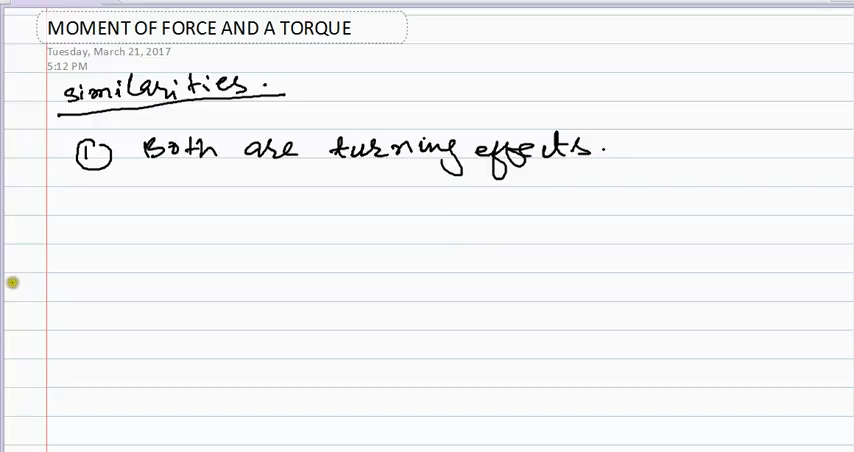 MOMENT OF FORCE AND A TORQUE
Tuesday, March 21, 2017
5:12 PM
similarities.
① Both are turning effects.